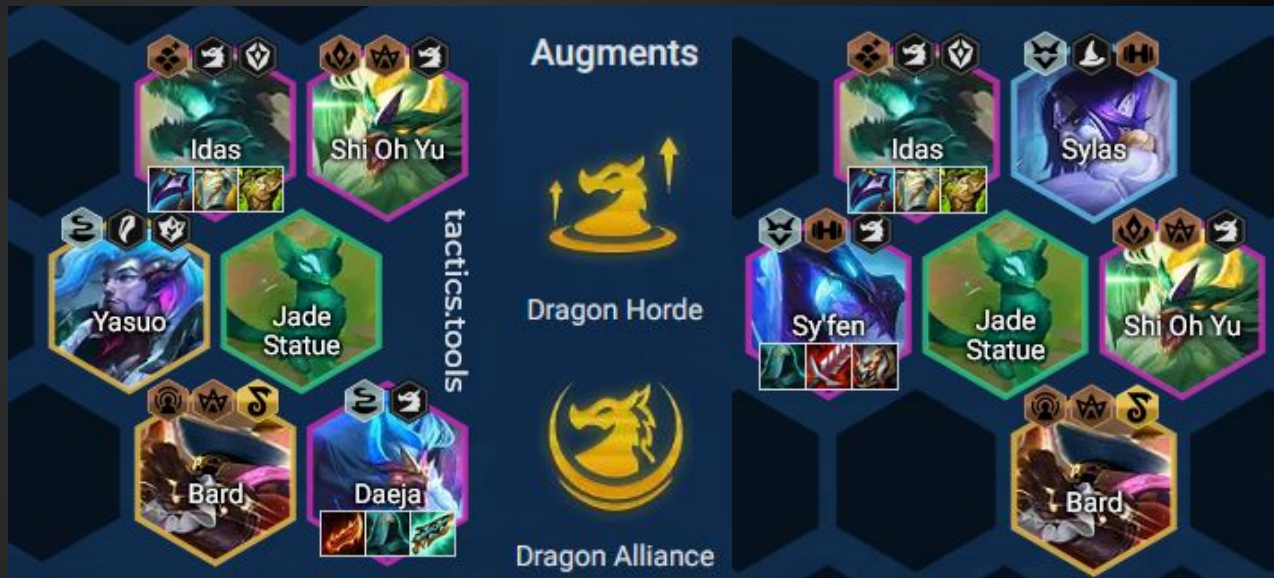 Idas
Shi Oh Yu
Yasuo
Jade
Statue
Bard
Daeja
tactics.tools
Augments
Dragon Horde
Dragon Alliance
Idas
Sylas
Sy'fen
Jade
Statue
Shi Oh Yu
Bard